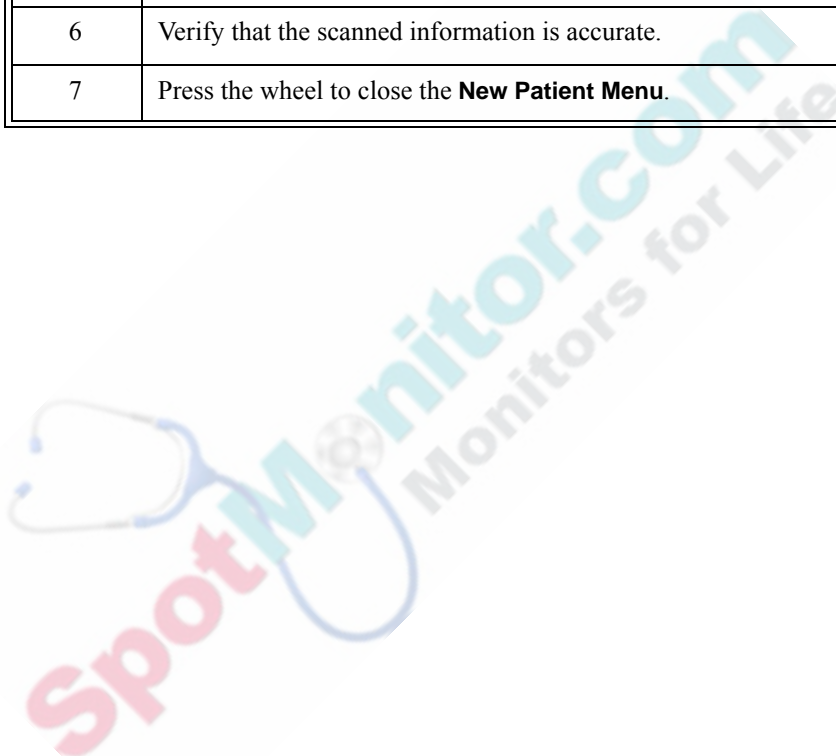 6 Verify that the scanned information is accurate.
7 Press the wheel to close the New Patient Menu.
SpotMonitor.com
Monitors for Life